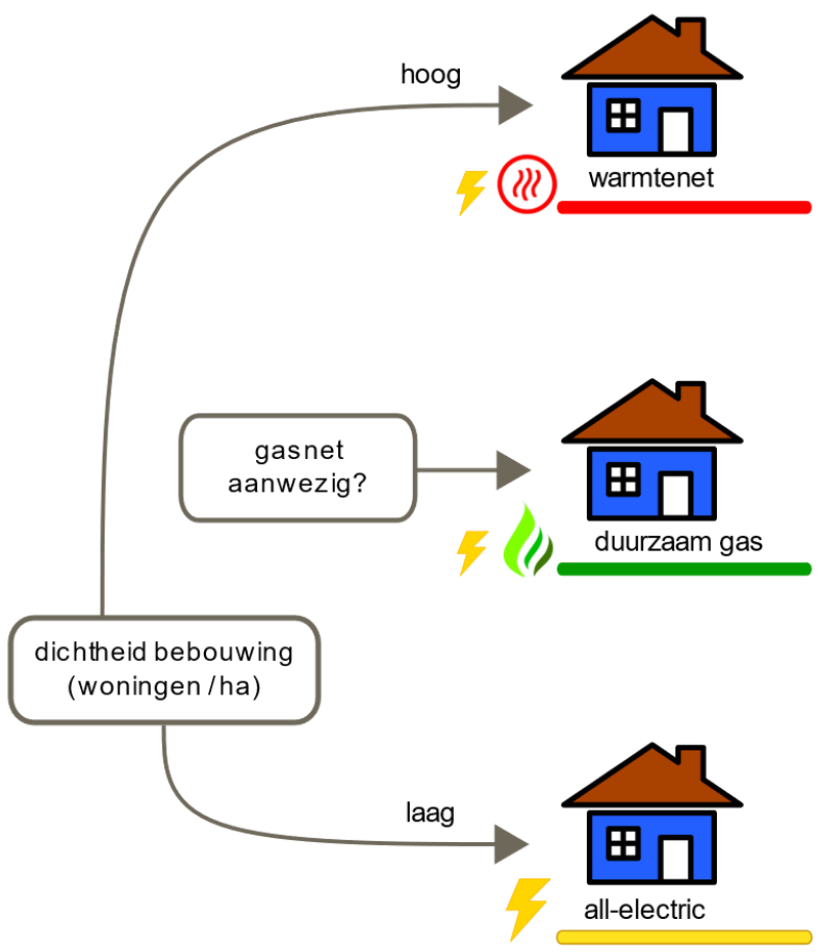 hoog
warmtenet
gasnet
aanwezig?
duurzaam gas
dichtheid bebouwing
(woningen /ha)
laag
all-electric